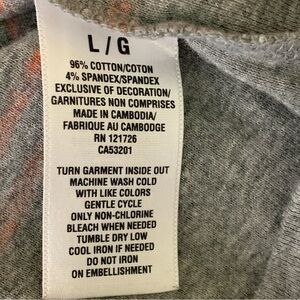 L / G
96% COTTON/COTON
4% SPANDEX/SPANDEX
EXCLUSIVE OF DECORATION/
GARNITURES NON COMPRISES
MADE IN CAMBODIA/
FABRIQUE AU CAMBODGE
RN 121726
CA53201
TURN GARMENT INSIDE OUT
MACHINE WASH COLD
WITH LIKE COLORS
GENTLE CYCLE
ONLY NON-CHLORINE
BLEACH WHEN NEEDED
TUMBLE DRY LOW
COOL IRON IF NEEDED
DO NOT IRON
ON EMBELLISHMENT